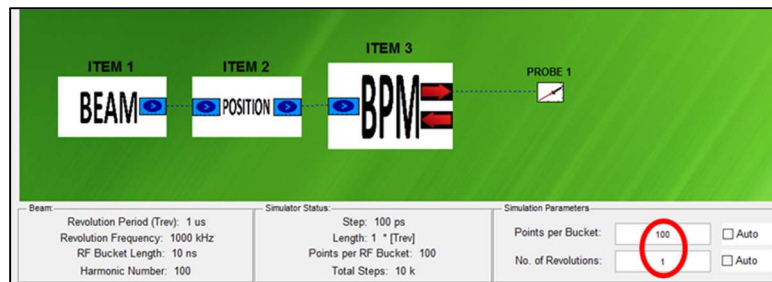 ITEM 1
ITEM 2
ITEM 3
BEAM
POSITION
BPM
PROBE 1
Beam:
Revolution Period (Trev): 1 us
Revolution Frequency: 1000 kHz
RF Bucket Length: 10 ns
Harmonic Number: 100
Simulator Status:
Step: 100 ps
Length: 1 * [Trev]
Points per RF Bucket: 100
Total Steps: 10 k
Simulation Parameters
Points per Bucket: 100 Auto
No. of Revolutions: 1 Auto